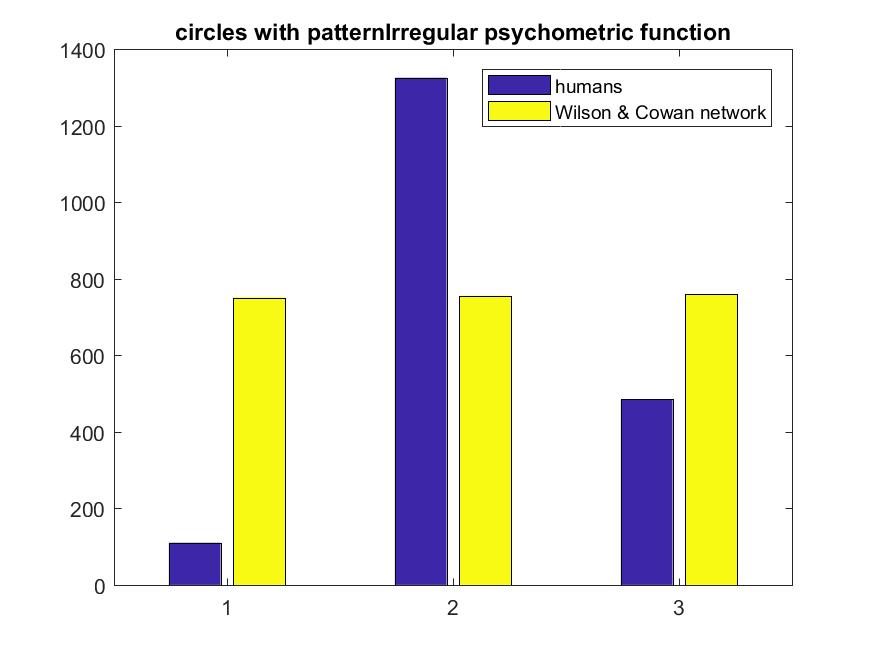 circles with patternIrregular psychometric function
1400
1200
1000
800
600
400
200
0
humans
Wilson & Cowan network
1 2 3